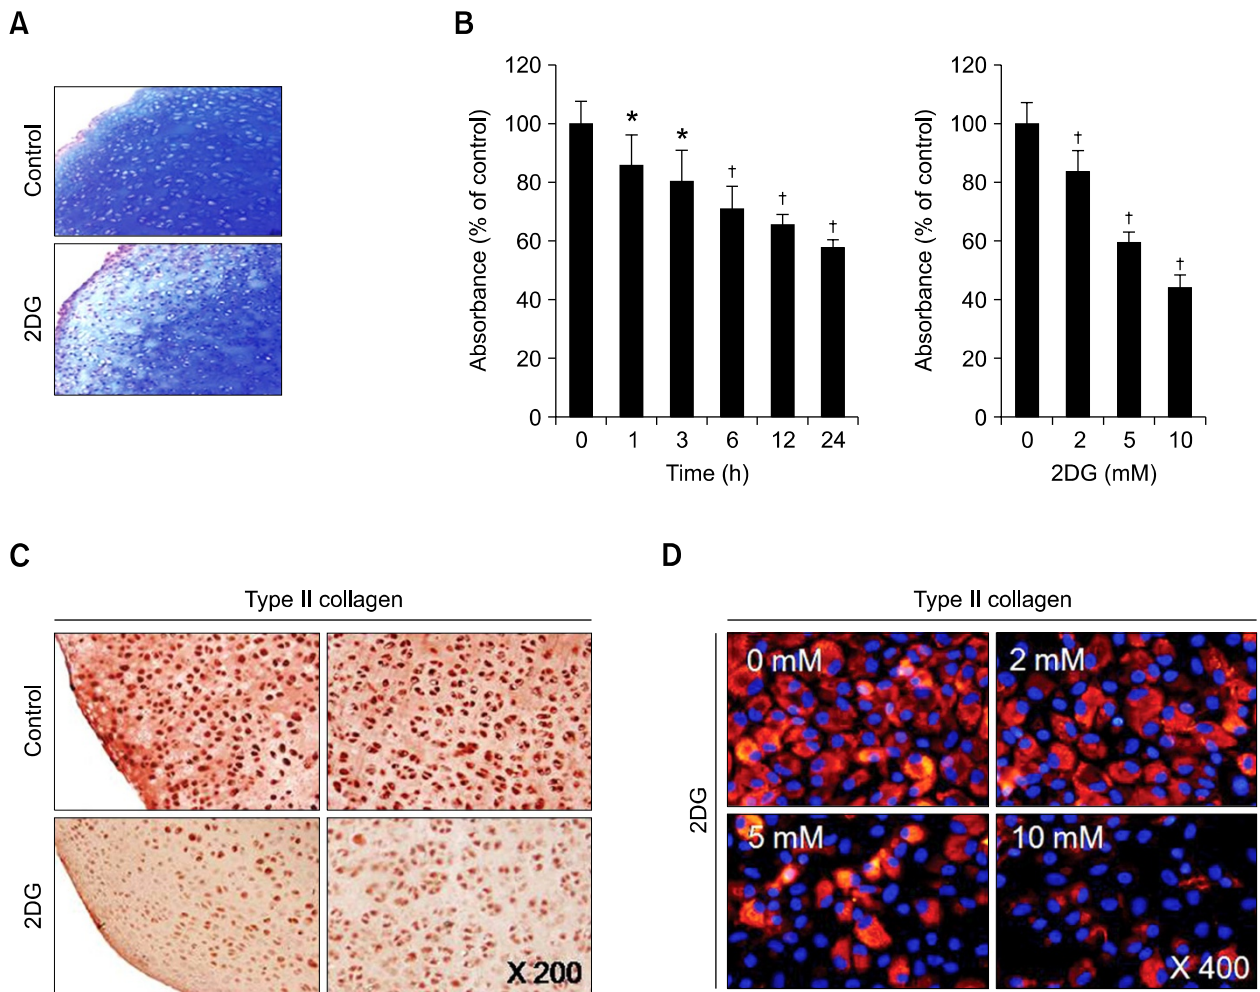 A
Control
2DG
B
Absorbance (% of control)
120
100
80
60
40
20
0
*
*
†
†
†
0 1 3 6 12 24
Time (h)
Absorbance (% of control)
120
100
80
60
40
20
0
†
†
†
0 2 5 10
2DG (mM)
C
Type II collagen
Control
2DG
X 200
D
Type II collagen
2DG
0 mM
2 mM
5 mM
10 mM
X 400